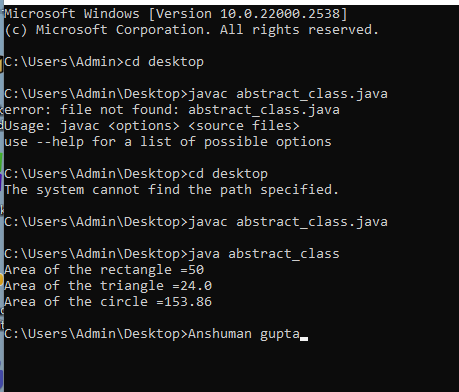 Microsoft Windows [Version 10.0.22000.2538]
(c) Microsoft Corporation. All rights reserved.
C:\Users\Admin>cd desktop
C:\Users\Admin\Desktop>javac abstract_class.java
error: file not found: abstract_class.java
Usage: javac <options> <source files>
use --help for a list of possible options
C:\Users\Admin\Desktop>cd desktop
The system cannot find the path specified.
C:\Users\Admin\Desktop>javac abstract_class.java
C:\Users\Admin\Desktop>java abstract_class
Area of the rectangle =50
Area of the triangle =24.0
Area of the circle =153.86
C:\Users\Admin\Desktop>Anshuman gupta